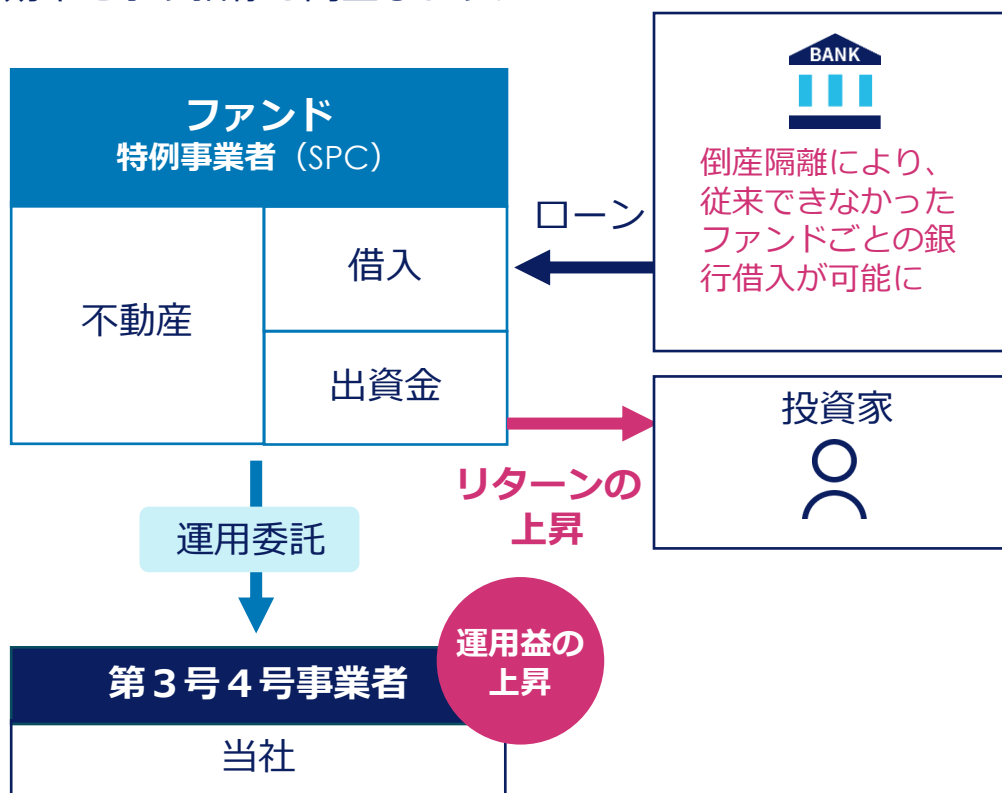 ファンド
特例事業者（SPC）
不動産
借入
出資金
ローン
BANK
倒産隔離により、
従来できなかった
ファンドごとの銀
行借入が可能に
投資家
リターンの
上昇
運用委託
運用益の
上昇
第３号４号事業者
当社